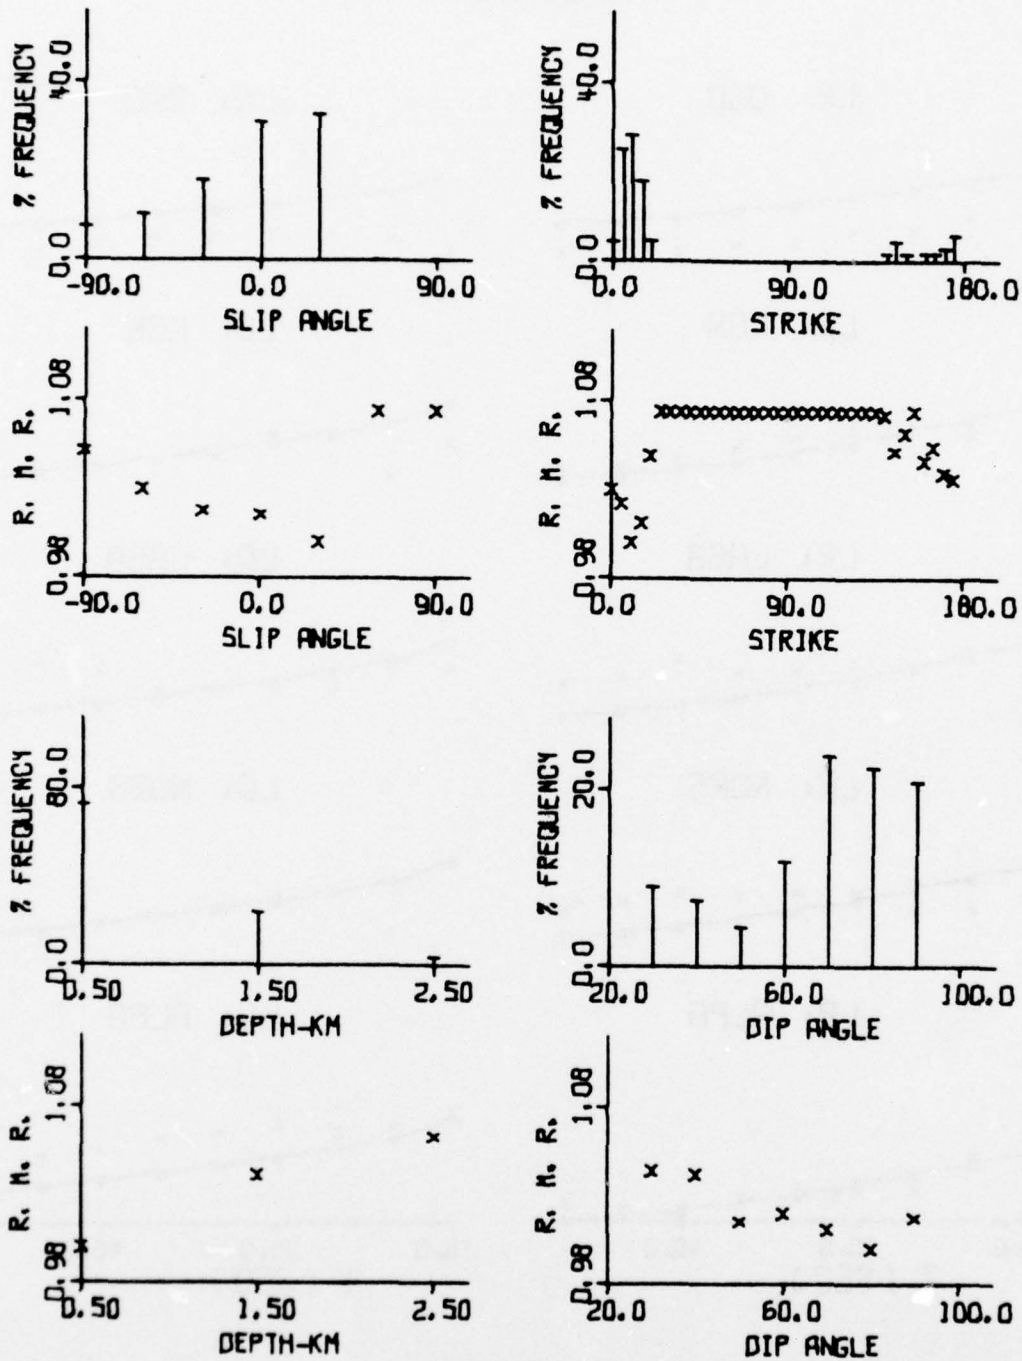 % FREQUENCY
40.0
0.0
-90.0 0.0 90.0
SLIP ANGLE
% FREQUENCY
40.0
0.0
0.0 90.0 180.0
STRIKE
R. M. R.
1.08
0.98
-90.0 0.0 90.0
SLIP ANGLE
R. M. R.
1.08
0.98
0.0 90.0 180.0
STRIKE
% FREQUENCY
80.0
0.0
0.50 1.50 2.50
DEPTH-KM
% FREQUENCY
20.0
0.0
20.0 60.0 100.0
DIP ANGLE
R. M. R.
1.08
0.98
0.50 1.50 2.50
DEPTH-KM
R. M. R.
1.08
0.98
20.0 60.0 100.0
DIP ANGLE